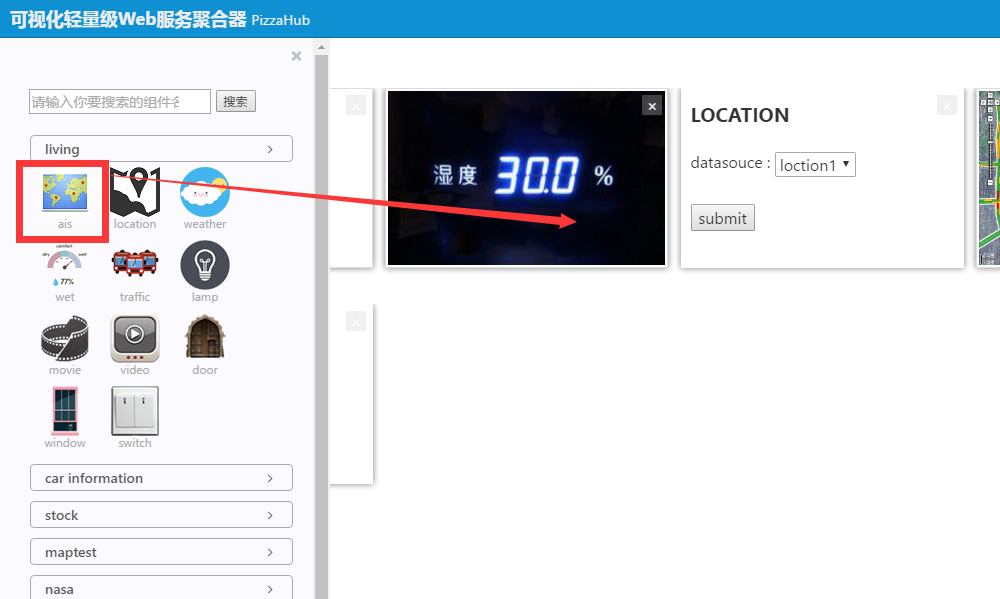 可视化轻量级Web服务聚合器 PizzaHub
请输入你要搜索的组件名
搜索
living
ais
location
weather
comfort
dry
wet
77%
wet
traffic
lamp
movie
video
door
window
switch
car information
stock
maptest
nasa
湿度 30.0 %
LOCATION
datasouce : loction1
submit